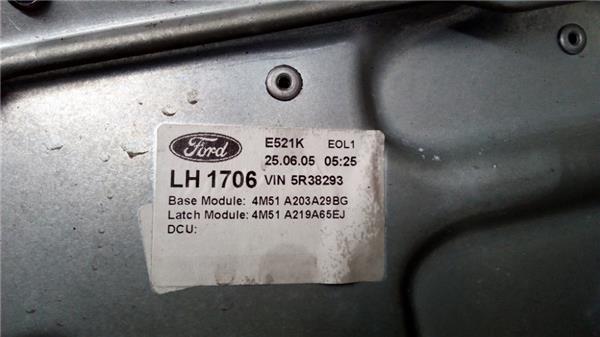 Ford
E521K EOL1
25.06.05 05:25
LH 1706 VIN 5R38293
Base Module: 4M51 A203A29BG
Latch Module: 4M51 A219A65EJ
DCU: